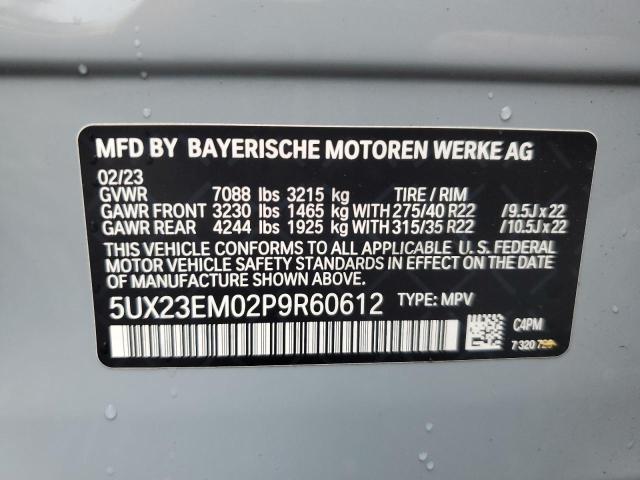 MFD BY BAYERISCHE MOTOREN WERKE AG
02/23
GVWR 7088 lbs 3215 kg TIRE / RIM
GAWR FRONT 3230 lbs 1465 kg WITH 275/40 R22 /9.5J x 22
GAWR REAR 4244 lbs 1925 kg WITH 315/35 R22 /10.5J x 22
THIS VEHICLE CONFORMS TO ALL APPLICABLE U. S. FEDERAL
MOTOR VEHICLE SAFETY STANDARDS IN EFFECT ON THE
DATE OF MANUFACTURE SHOWN ABOVE.
5UX23EM02P9R60612 TYPE: MPV
C4PM
7 320